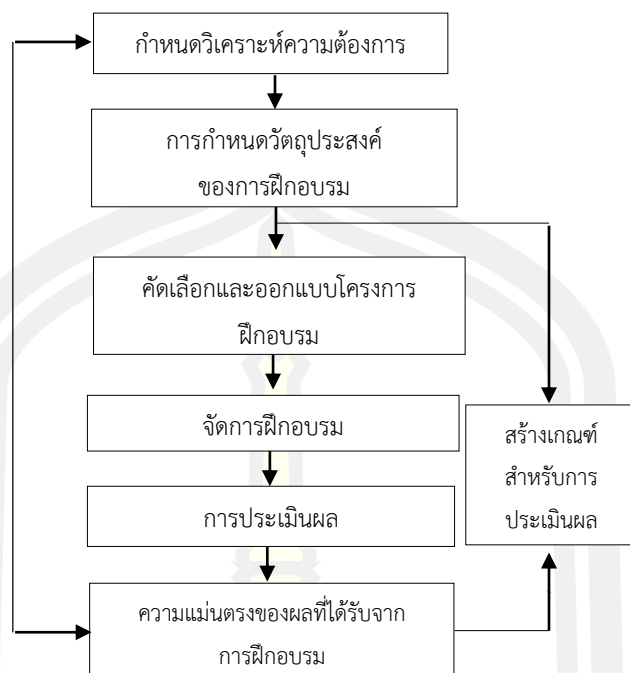 กำหนดวิเคราะห์ความต้องการ
การกำหนดวัตถุประสงค์
ของการฝึกอบรม
คัดเลือกและออกแบบโครงการ
ฝึกอบรม
จัดการฝึกอบรม
สร้างเกณฑ์
สำหรับการ
ประเมินผล
การประเมินผล
ความแม่นตรงของผลที่ได้รับจาก
การฝึกอบรม